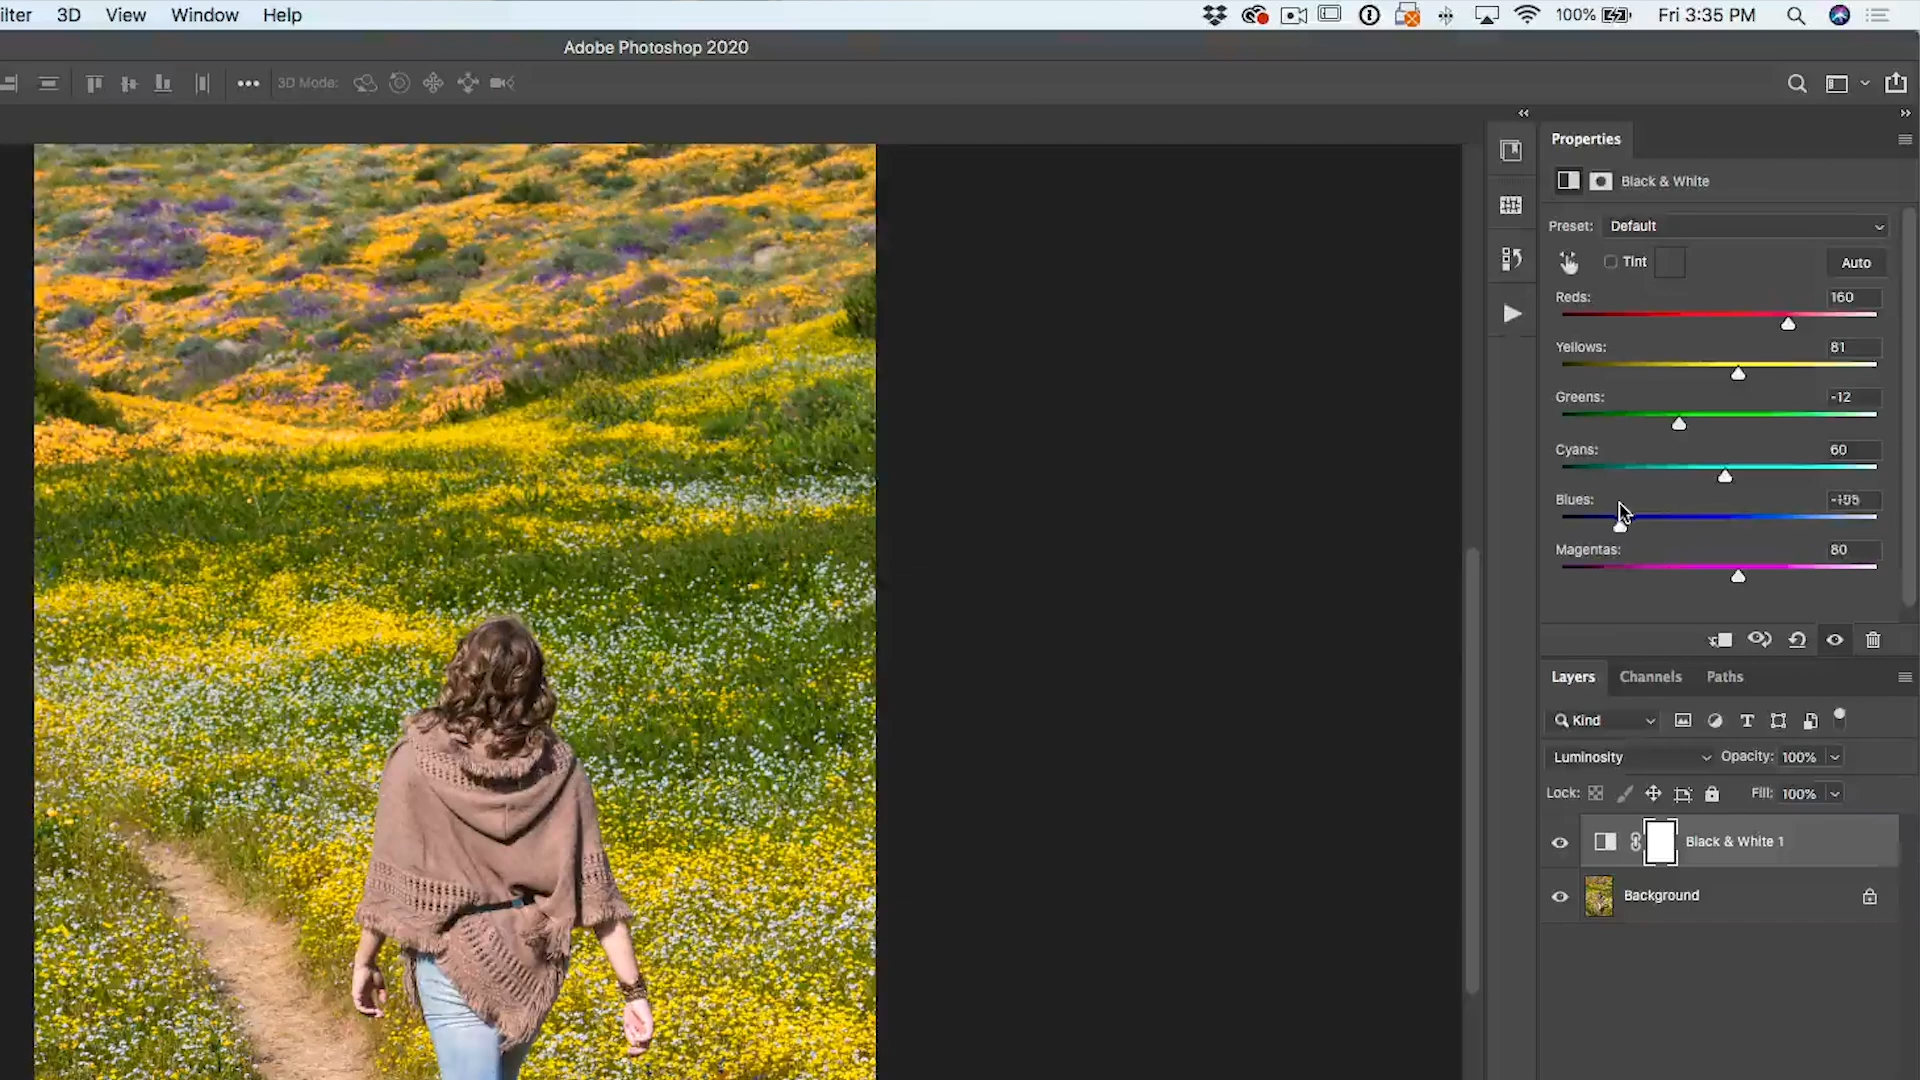 ilter 3D View Window Help 100% Fri 3:35 PM
Adobe Photoshop 2020
3D Mode:
Properties
Black & White
Preset: Default
Tint Auto
Reds: 160
Yellows: 81
Greens: -12
Cyans: 60
Blues:
Magentas: 80
Layers Channels Paths
Kind
Luminosity Opacity: 100%
Lock: Fill: 100%
Black & White 1
Background